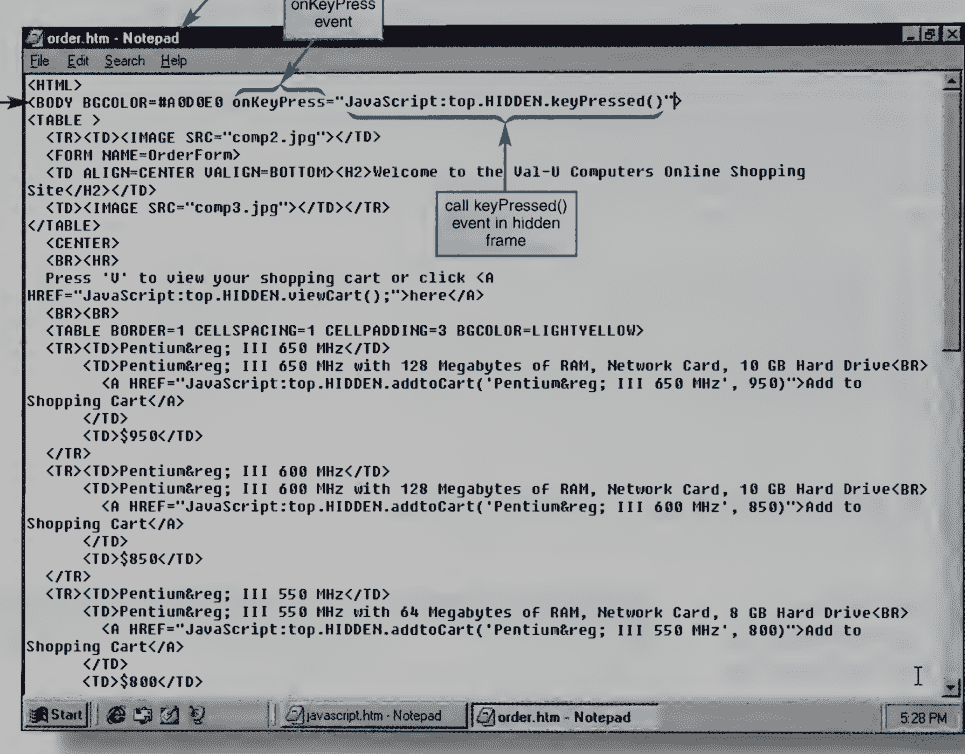 onKeyPress
event
order.htm - Notepad
File Edit Search Help
<HTML>
<BODY BGCOLOR=#A0D0E0 onKeyPress="JavaScript:top.HIDDEN.keyPressed()">
<TABLE >
<TR><TD><IMAGE SRC="comp2.jpg"></TD>
<FORM NAME=OrderForm>
<TD ALIGN=CENTER VALIGN=BOTTOM><H2>Welcome to the Val-U Computers Online Shopping
Site</H2></TD>
<TD><IMAGE SRC="comp3.jpg"></TD></TR>
</TABLE>
call keyPressed()
event in hidden
frame
<CENTER>
<BR><HR>
Press 'V' to view your shopping cart or click <A
HREF="JavaScript:top.HIDDEN.viewCart();">here</A>
<BR><BR>
<TABLE BORDER=1 CELLSPACING=1 CELLPADDING=3 BGCOLOR=LIGHTYELLOW>
<TR><TD>Pentium&reg; III 650 MHz</TD>
<TD>Pentium&reg; III 650 MHz with 128 Megabytes of RAM, Network Card, 10 GB Hard Drive<BR>
<A HREF="JavaScript:top.HIDDEN.addtoCart('Pentium&reg; III 650 MHz', 950)">Add to
Shopping Cart</A>
</TD>
<TD>$950</TD>
</TR>
<TR><TD>Pentium&reg; III 600 MHz</TD>
<TD>Pentium&reg; III 600 MHz with 128 Megabytes of RAM, Network Card, 10 GB Hard Drive<BR>
<A HREF="JavaScript:top.HIDDEN.addtoCart('Pentium&reg; III 600 MHz', 850)">Add to
Shopping Cart</A>
</TD>
<TD>$850</TD>
</TR>
<TR><TD>Pentium&reg; III 550 MHz</TD>
<TD>Pentium&reg; III 550 MHz with 64 Megabytes of RAM, Network Card, 8 GB Hard Drive<BR>
<A HREF="JavaScript:top.HIDDEN.addtoCart('Pentium&reg; III 550 MHz', 800)">Add to
Shopping Cart</A>
</TD>
<TD>$800</TD>
Start javascript.htm - Notepad order.htm - Notepad 5:28 PM